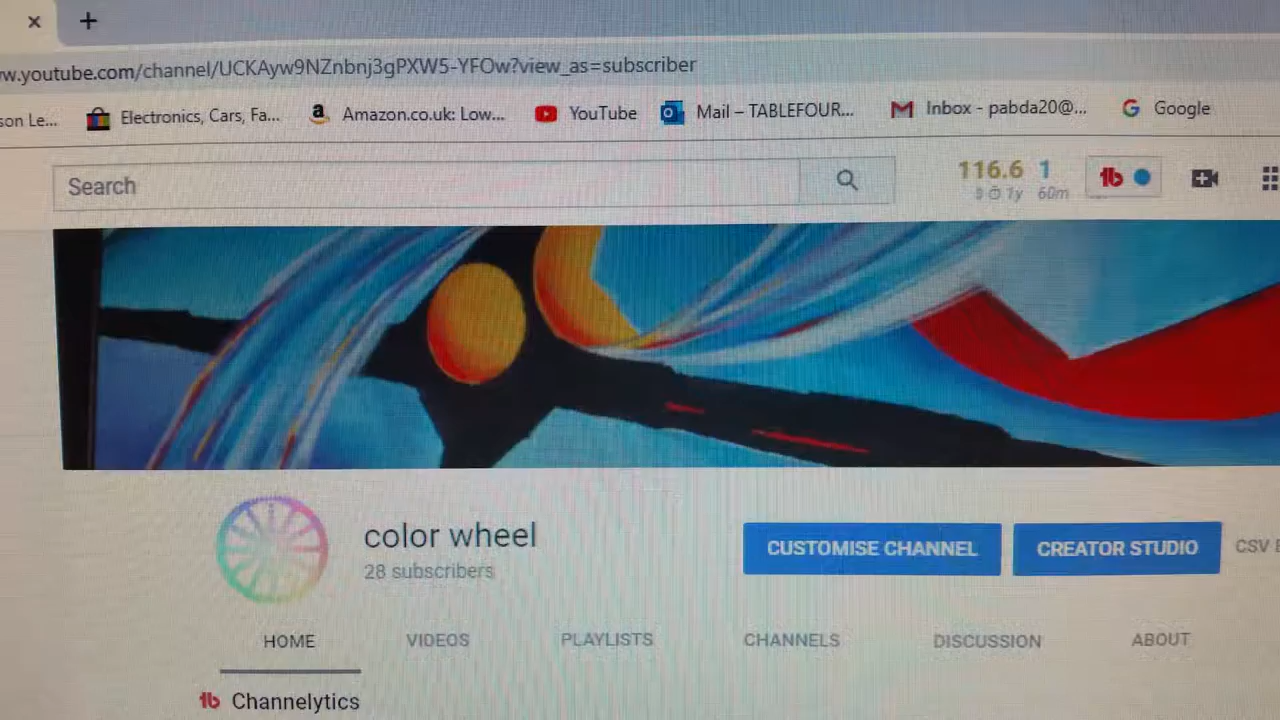 w.youtube.com/channel/UCKAyw9NZnbnj3gPXW5-YFOw?view_as=subscriber
son Le... Electronics, Cars, Fa... Amazon.co.uk: Low... YouTube Mail – TABLEFOUR... Inbox - pabda20@... Google
Search
116.6 1
1y 60m
color wheel
28 subscribers
CUSTOMISE CHANNEL CREATOR STUDIO CSV
HOME VIDEOS PLAYLISTS CHANNELS DISCUSSION ABOUT
Channelytics